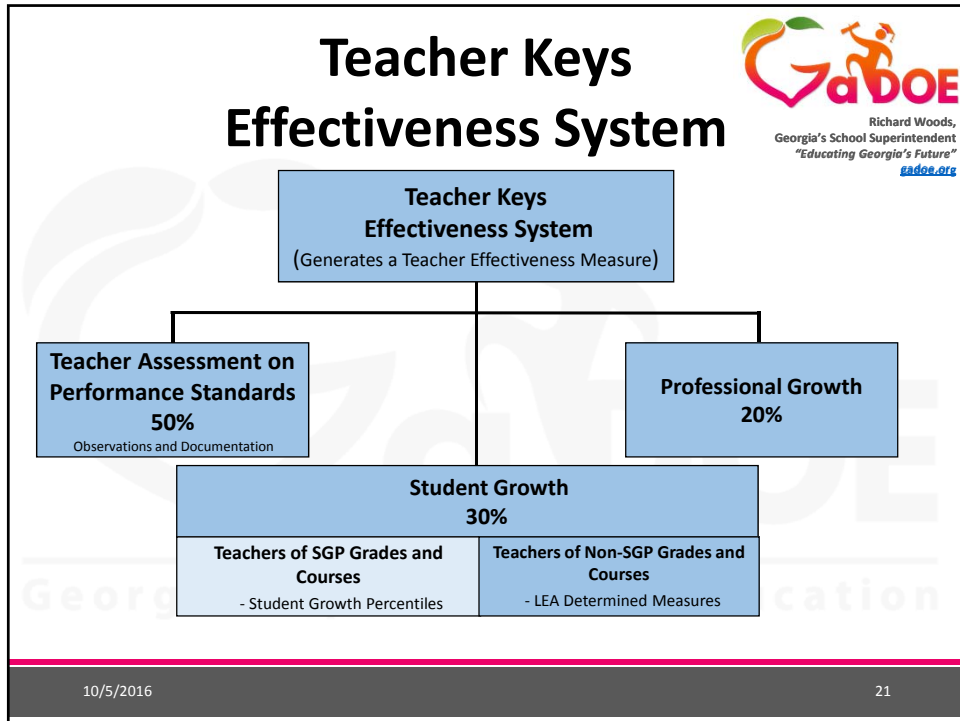 Teacher Keys
Effectiveness System
GaDOE
Richard Woods,
Georgia's School Superintendent
"Educating Georgia's Future"
gadoe.org
Teacher Keys
Effectiveness System
(Generates a Teacher Effectiveness Measure)
Teacher Assessment on
Performance Standards
50%
Observations and Documentation
Professional Growth
20%
Student Growth
30%
Teachers of SGP Grades and
Courses
- Student Growth Percentiles
Teachers of Non-SGP Grades and
Courses
- LEA Determined Measures
10/5/2016
21